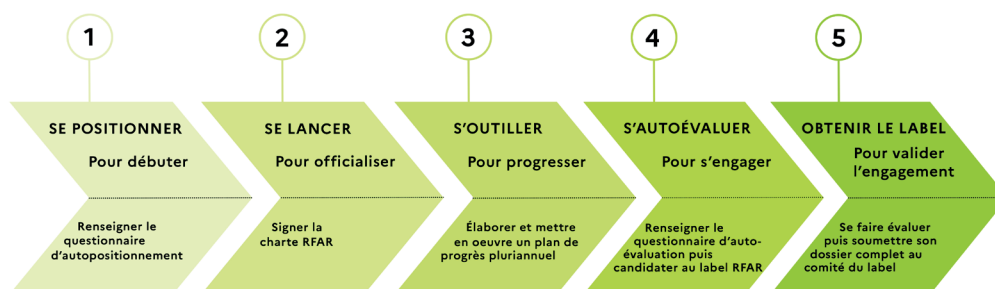 1
SE POSITIONNER
Pour débuter
Renseigner le
questionnaire
d'autopositionnement
2
SE LANCER
Pour officialiser
Signer la
charte RFAR
3
S'OUTILLER
Pour progresser
Élaborer et mettre
en oeuvre un plan de
progrès pluriannuel
4
S'AUTOÉVALUER
Pour s'engager
Renseigner le
questionnaire d'auto-
évaluation puis
candidater au label RFAR
5
OBTENIR LE LABEL
Pour valider
l'engagement
Se faire évaluer
puis soumettre son
dossier complet au
comité du label